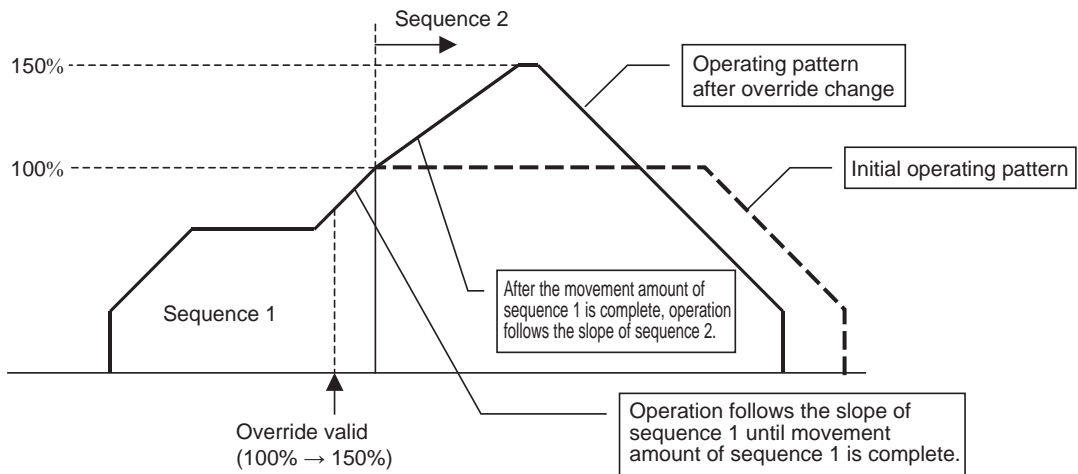 Sequence 2
150%
Operating pattern
after override change
100%
Initial operating pattern
After the movement amount of
sequence 1 is complete, operation
follows the slope of sequence 2.
Sequence 1
Override valid
(100% → 150%)
Operation follows the slope of
sequence 1 until movement
amount of sequence 1 is complete.